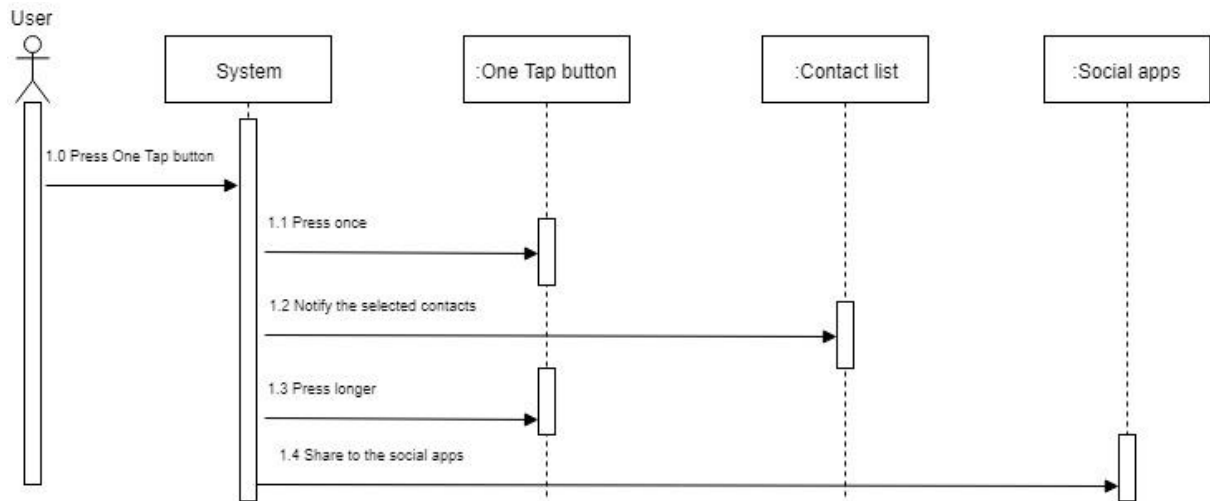 User
System
:One Tap button
:Contact list
:Social apps
1.0 Press One Tap button
1.1 Press once
1.2 Notify the selected contacts
1.3 Press longer
1.4 Share to the social apps